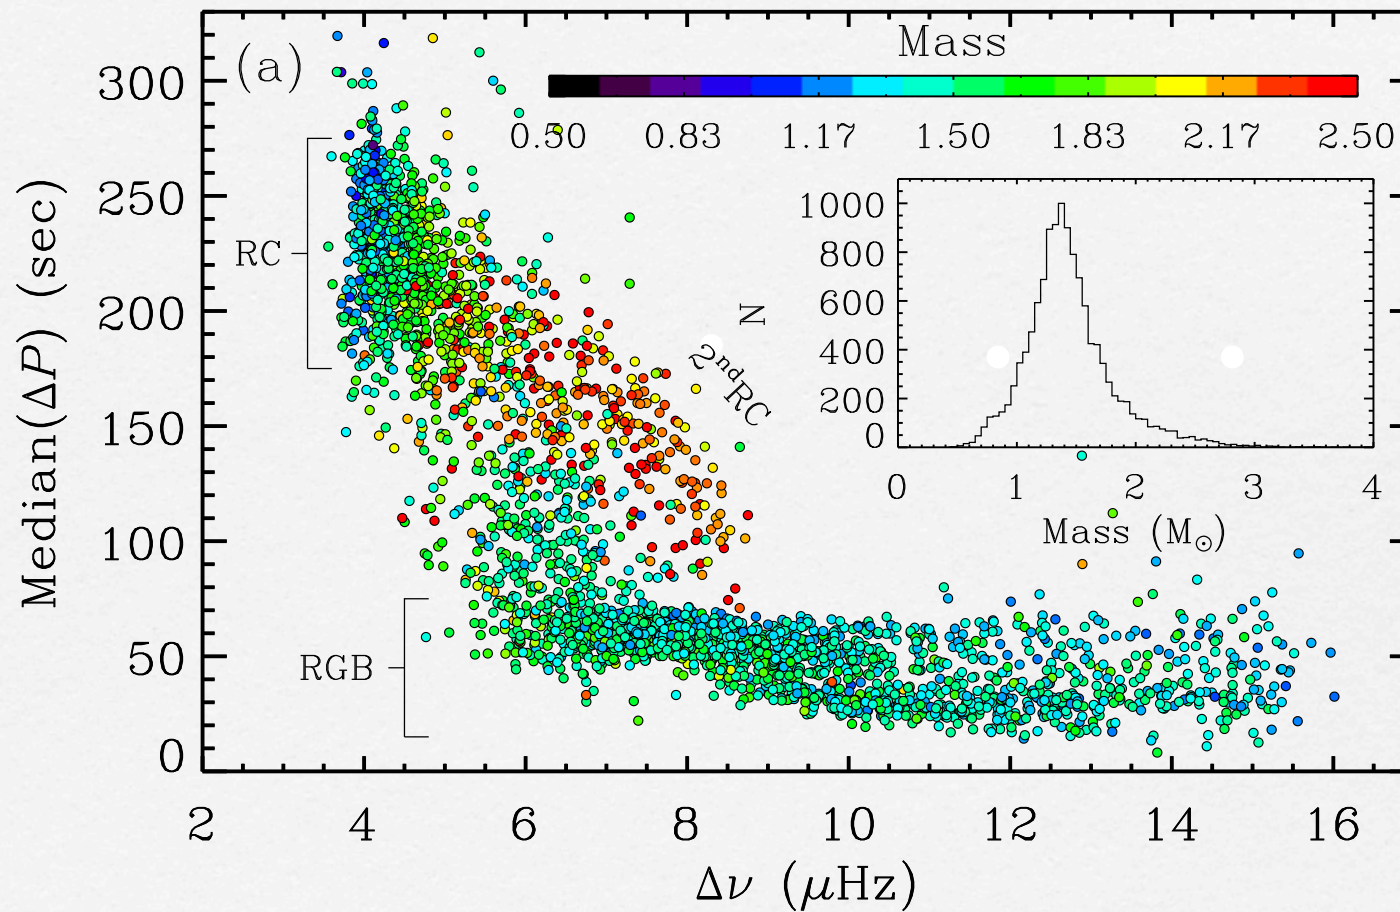 (a)
Mass
0.50 0.83 1.17 1.50 1.83 2.17 2.50
300
250
200
150
100
50
0
Median(ΔP) (sec)
RC
2ndRC
RGB
N
1000
800
600
400
200
0
0 1 2 3 4
Mass (M☉)
2 4 6 8 10 12 14 16
Δν (μHz)